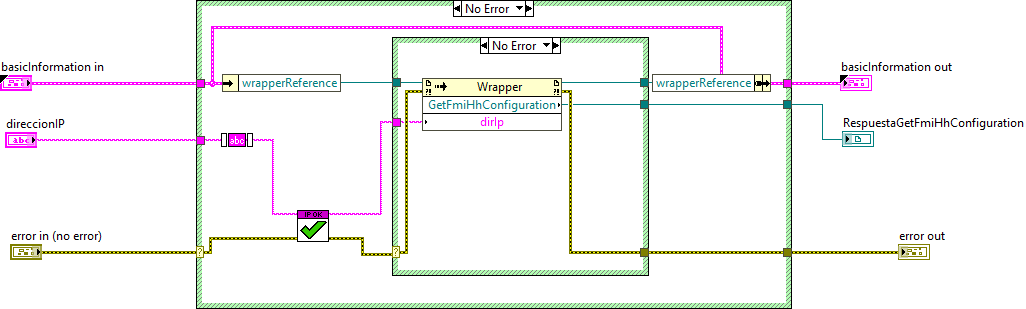 No Error
No Error
basicInformation in
wrapperReference
Wrapper
wrapperReference
basicInformation out
GetFmiHhConfiguration
direccionIP
dirIp
RespuestaGetFmiHhConfiguration
abc
abc
IP OK
error in (no error)
?
?
error out